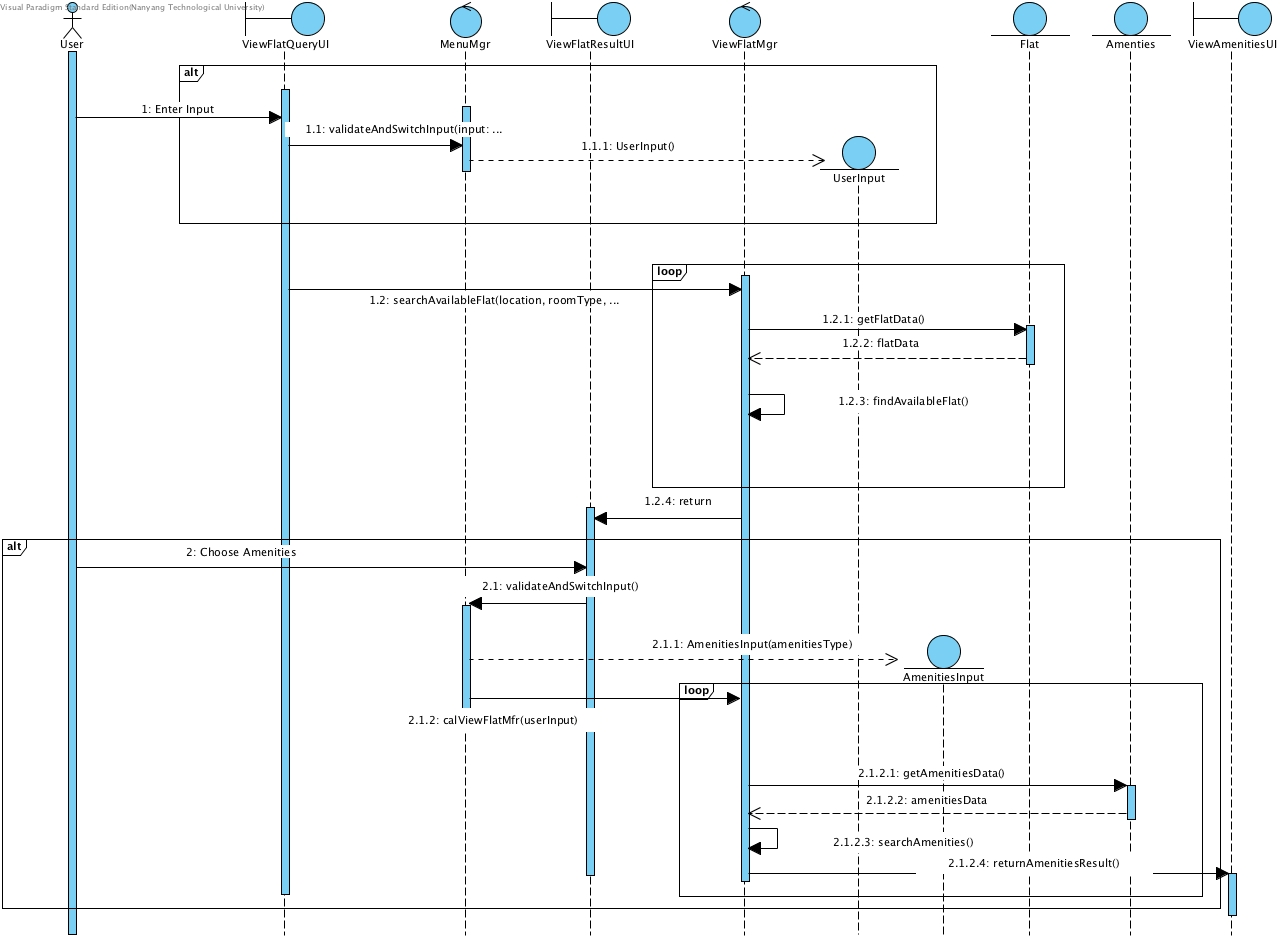 Visual Paradigm Standard Edition(Nanyang Technological University)
User
ViewFlatQueryUI
MenuMgr
ViewFlatResultUI
ViewFlatMgr
Flat
Amenties
ViewAmenitiesUI
alt
1: Enter Input
1.1: validateAndSwitchInput(input: ...
1.1.1: UserInput()
UserInput
loop
1.2: searchAvailableFlat(location, roomType, ...
1.2.1: getFlatData()
1.2.2: flatData
1.2.3: findAvailableFlat()
1.2.4: return
alt
2: Choose Amenities
2.1: validateAndSwitchInput()
2.1.1: AmenitiesInput(amenitiesType)
AmenitiesInput
loop
2.1.2: calViewFlatMfr(userInput)
2.1.2.1: getAmenitiesData()
2.1.2.2: amenitiesData
2.1.2.3: searchAmenities()
2.1.2.4: returnAmenitiesResult()